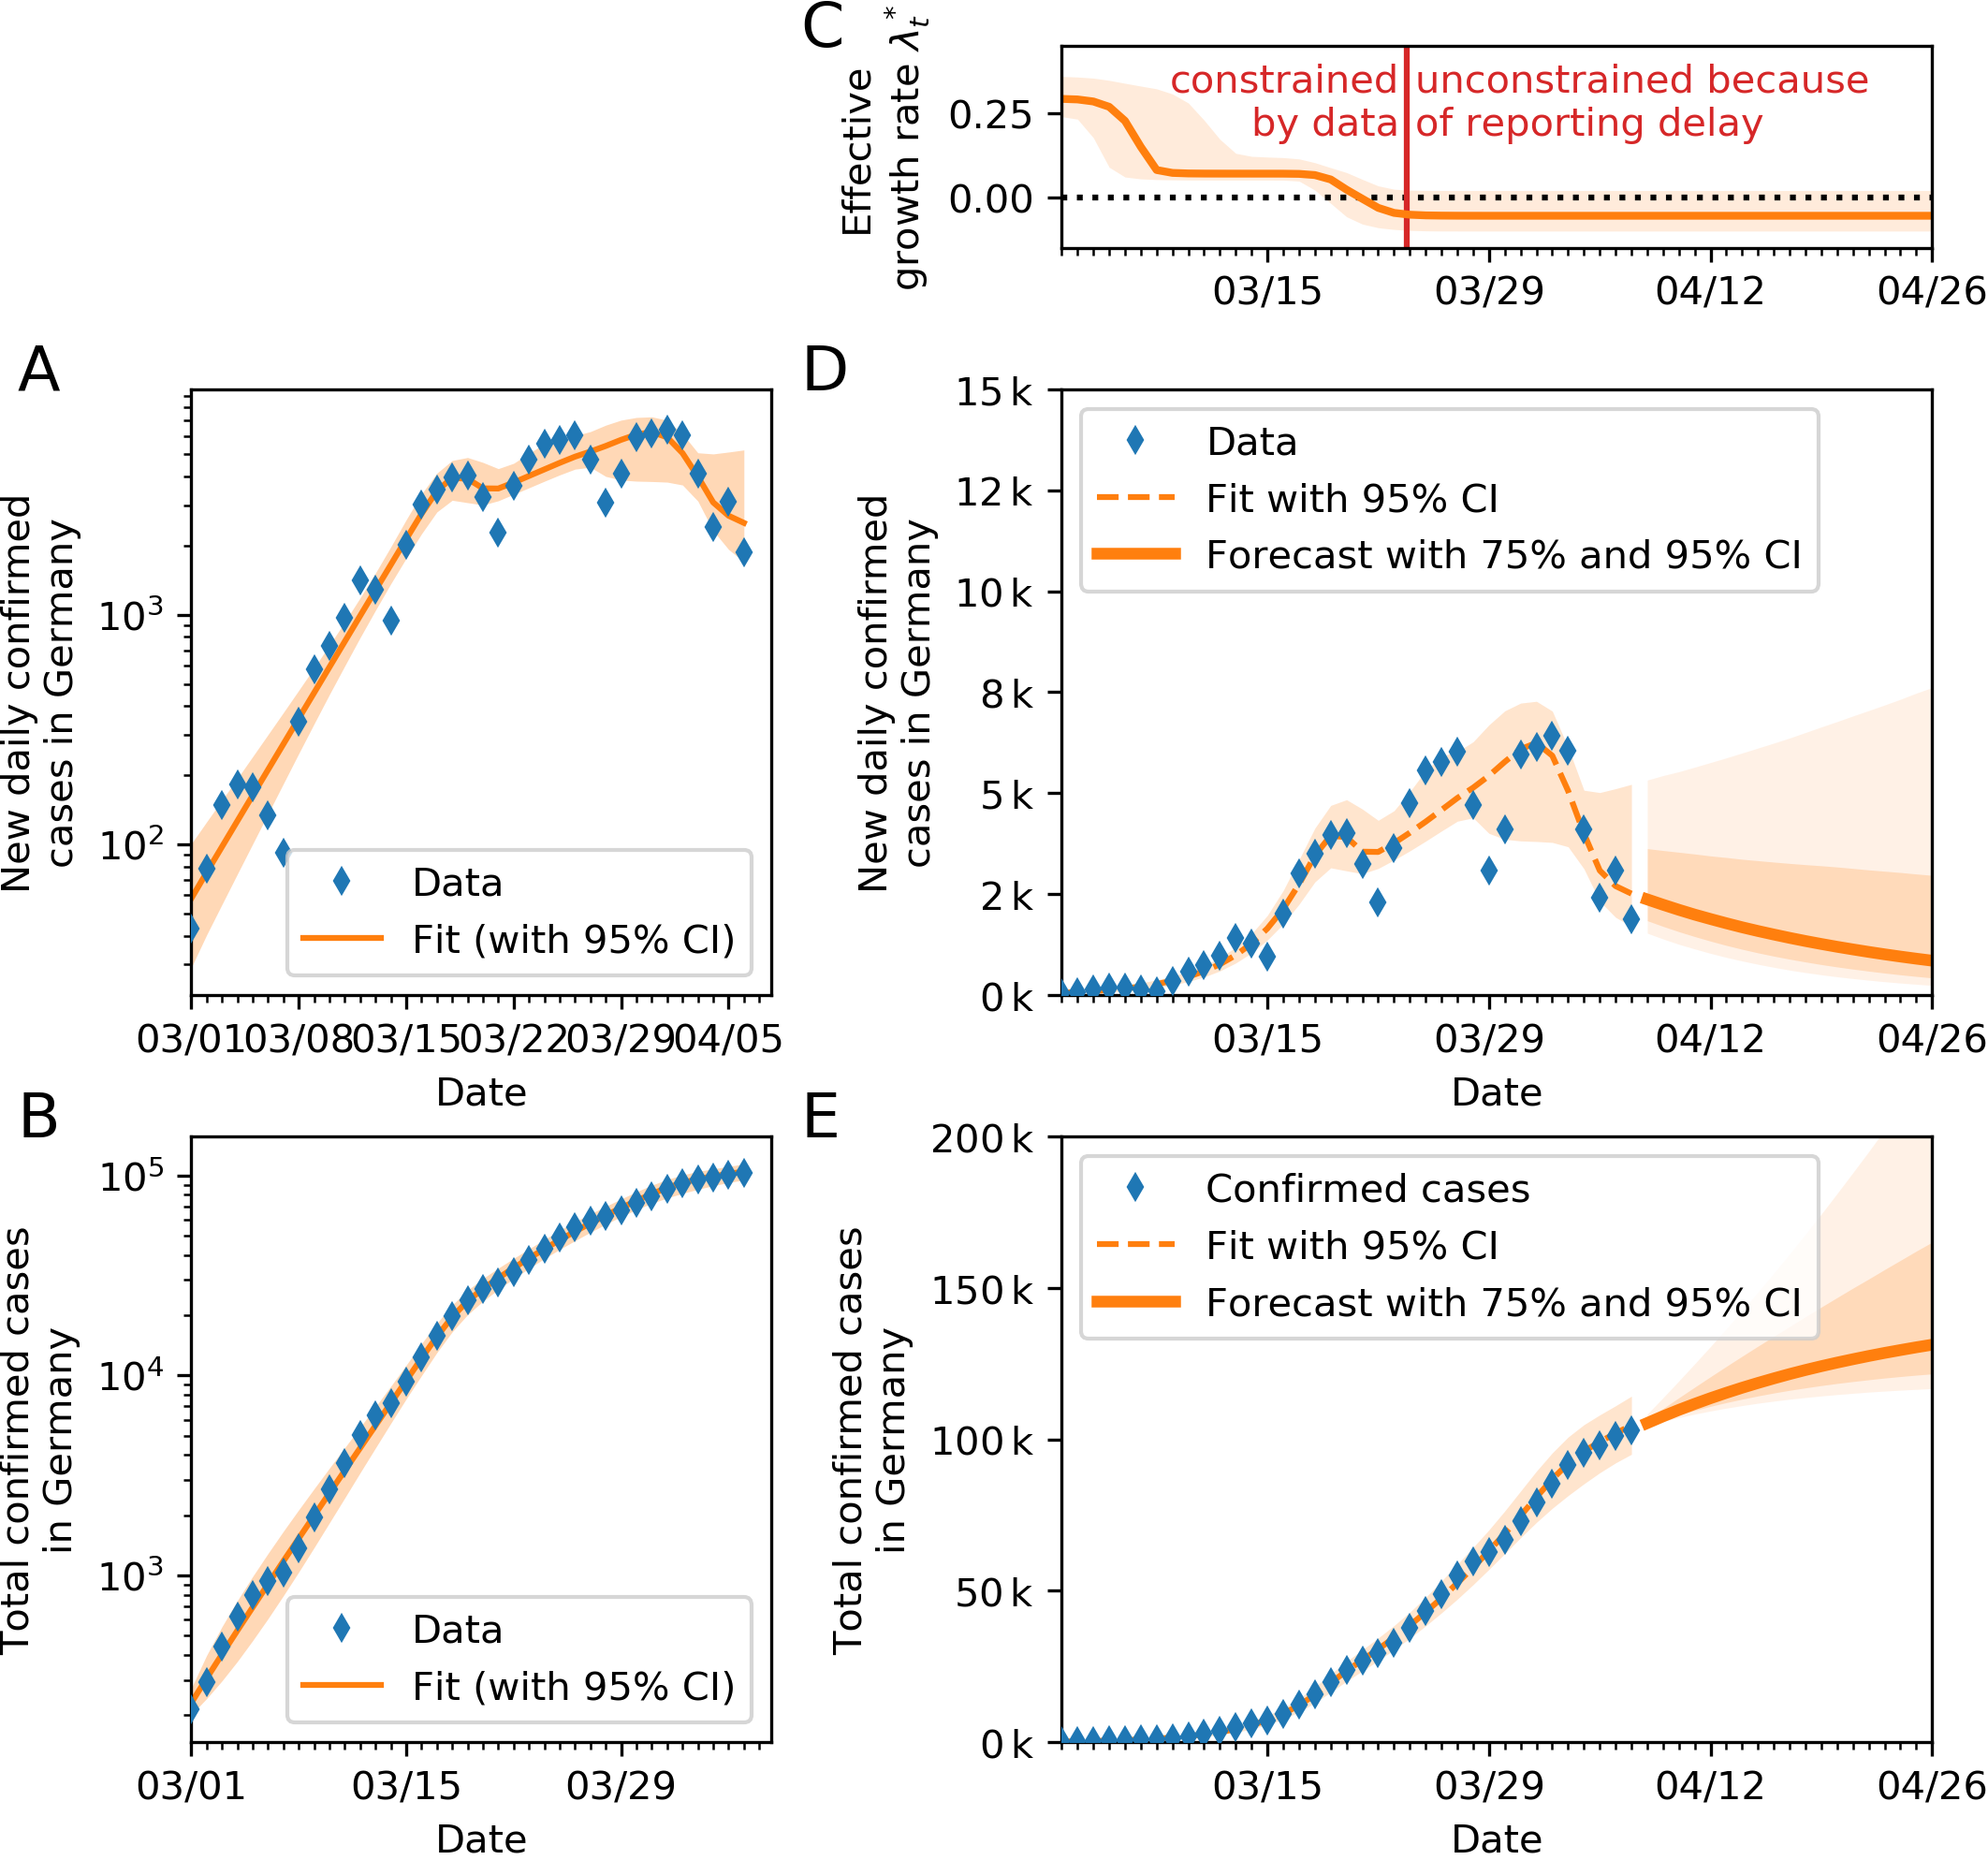 C
Effective
growth rate λ*t
0.25
0.00
constrained
by data
unconstrained because
of reporting delay
03/15
03/29
04/12
04/26
A
New daily confirmed
cases in Germany
10³
10²
Data
Fit (with 95% CI)
03/01
03/08
03/15
03/22
03/29
04/05
Date
D
New daily confirmed
cases in Germany
15 k
12 k
10 k
8 k
5 k
2 k
0 k
Data
Fit with 95% CI
Forecast with 75% and 95% CI
03/15
03/29
04/12
04/26
Date
B
Total confirmed cases
in Germany
10⁵
10⁴
10³
Data
Fit (with 95% CI)
03/01
03/15
03/29
Date
E
Total confirmed cases
in Germany
200 k
150 k
100 k
50 k
0 k
Confirmed cases
Fit with 95% CI
Forecast with 75% and 95% CI
03/15
03/29
04/12
04/26
Date